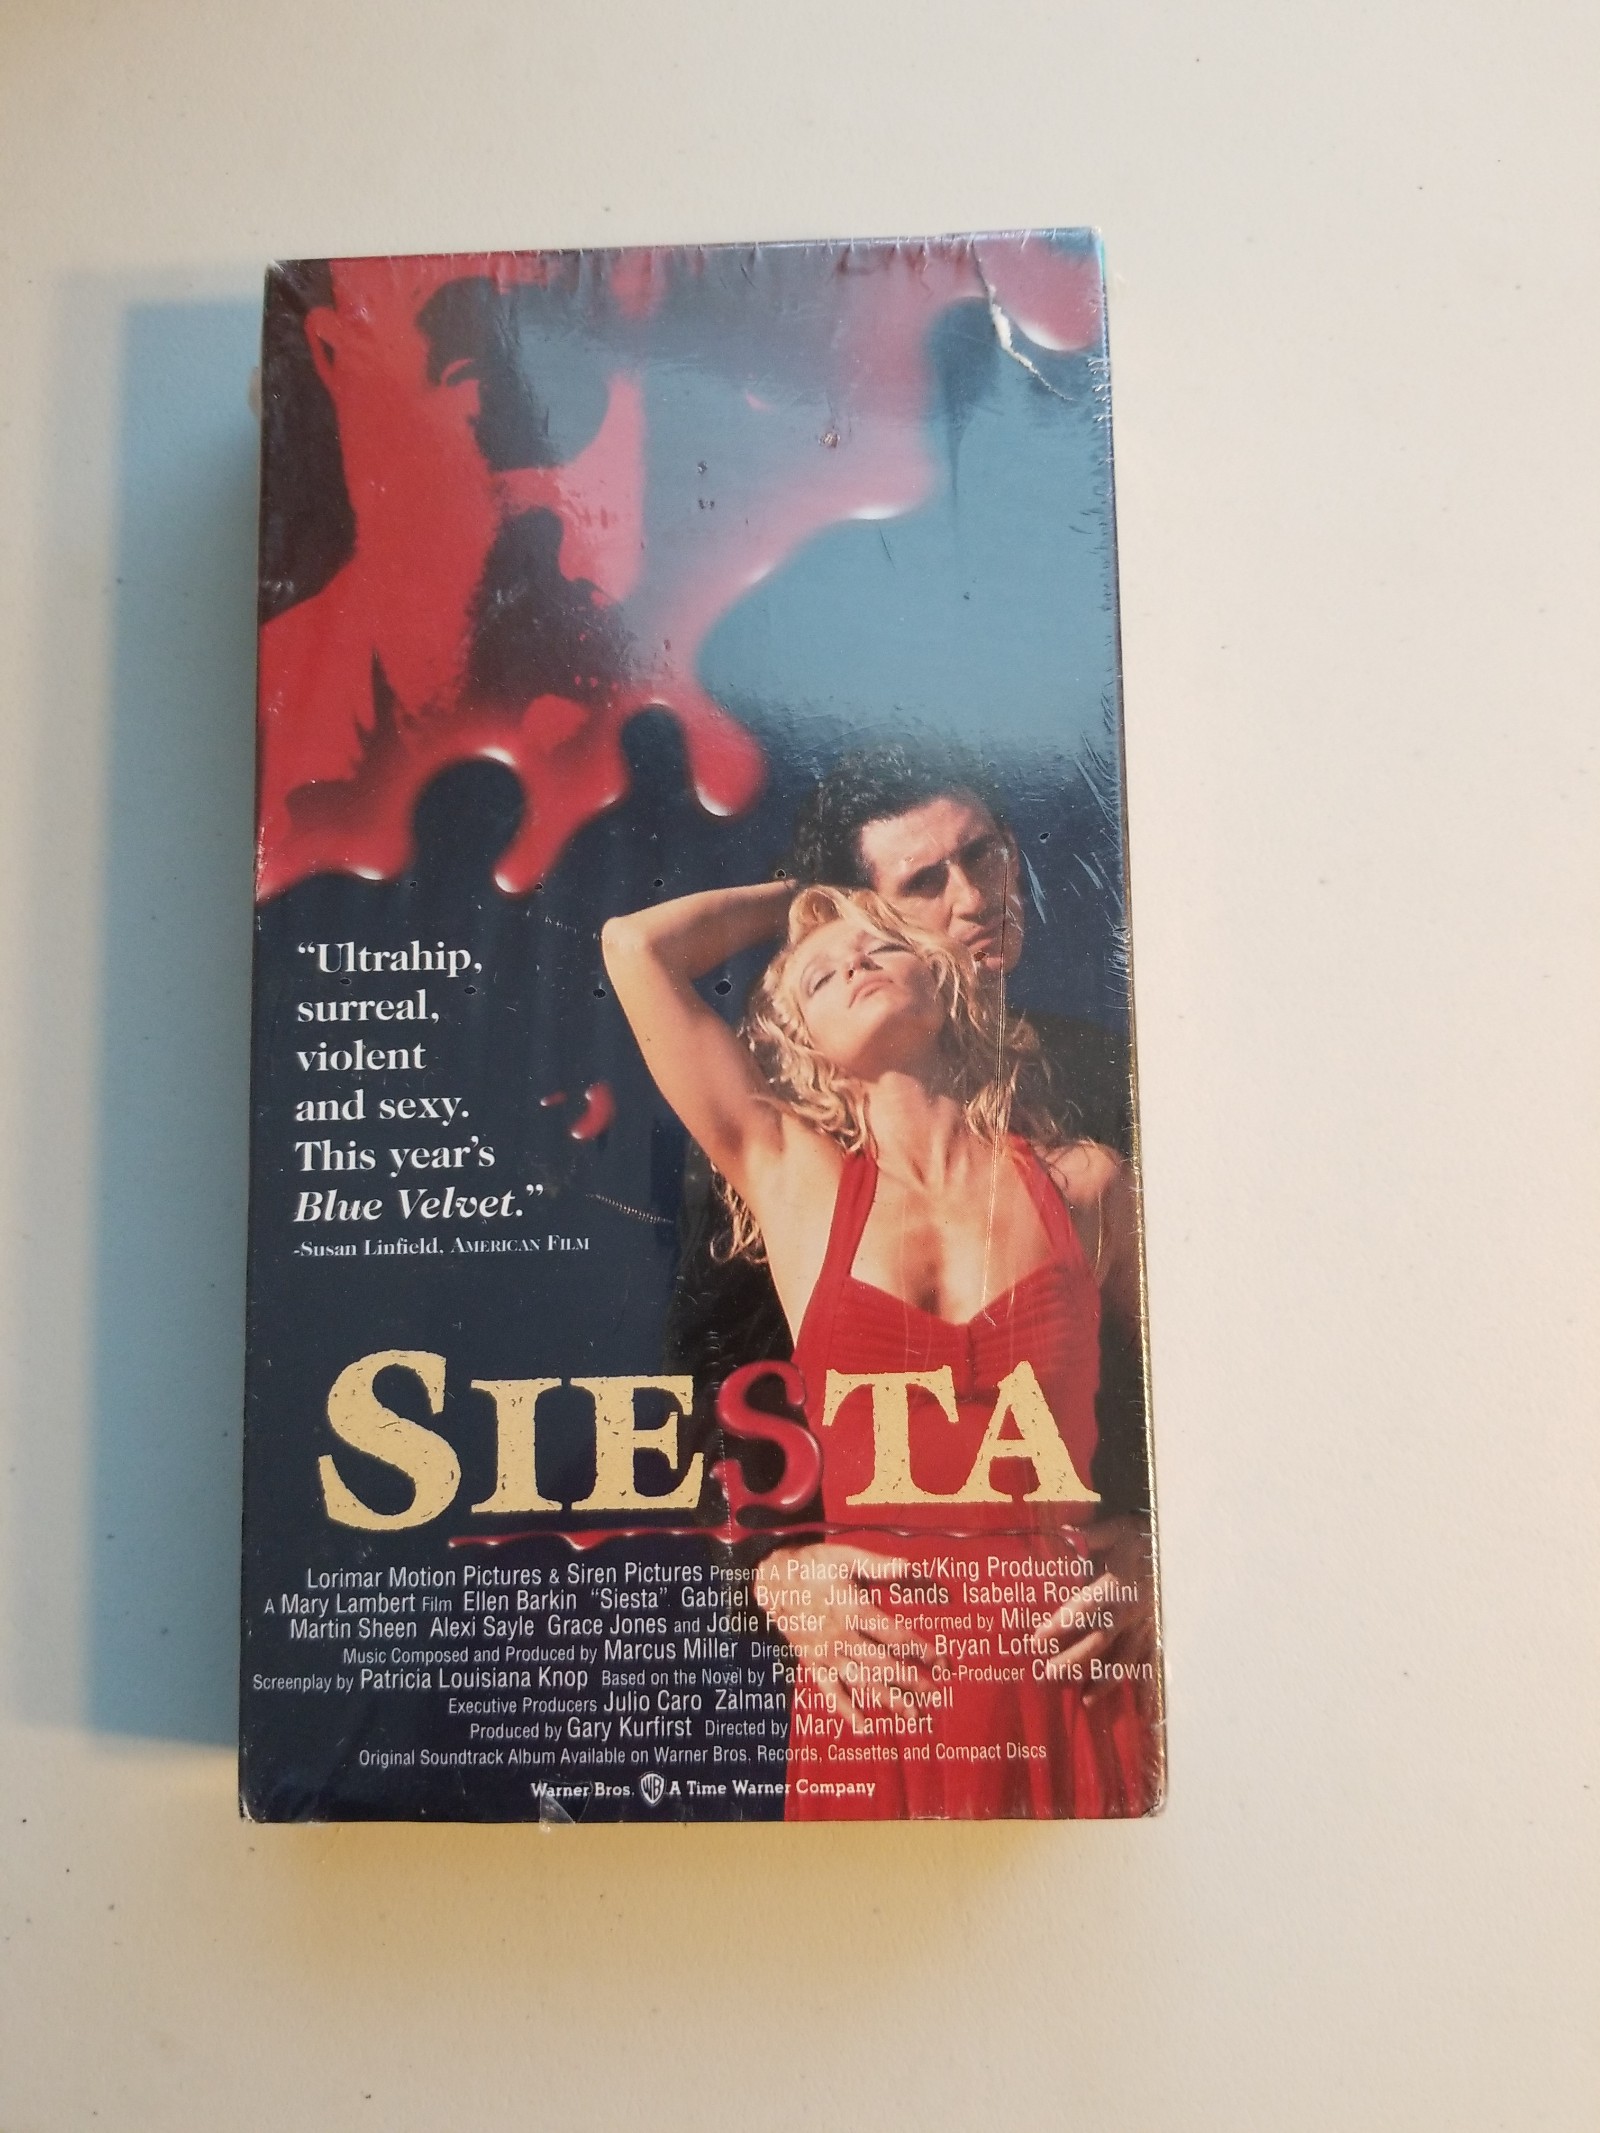 “Ultrahip,
surreal,
violent
and sexy.
This year’s
Blue Velvet.”
-Susan Linfield, AMERICAN FILM
SIESTA
Lorimar Motion Pictures & Siren Pictures Present A Palace/Kurfirst/King Production
A Mary Lambert Film Ellen Barkin “Siesta” Gabriel Byrne Julian Sands Isabella Rossellini
Martin Sheen Alexi Sayle Grace Jones and Jodie Foster Music Performed by Miles Davis
Music Composed and Produced by Marcus Miller Director of Photography Bryan Loftus
Screenplay by Patricia Louisiana Knop Based on the Novel by Patrice Chaplin Co-Producer Chris Brown
Executive Producers Julio Caro Zalman King Nik Powell
Produced by Gary Kurfirst Directed by Mary Lambert
Original Soundtrack Album Available on Warner Bros. Records, Cassettes and Compact Discs
Warner Bros. WB A Time Warner Company